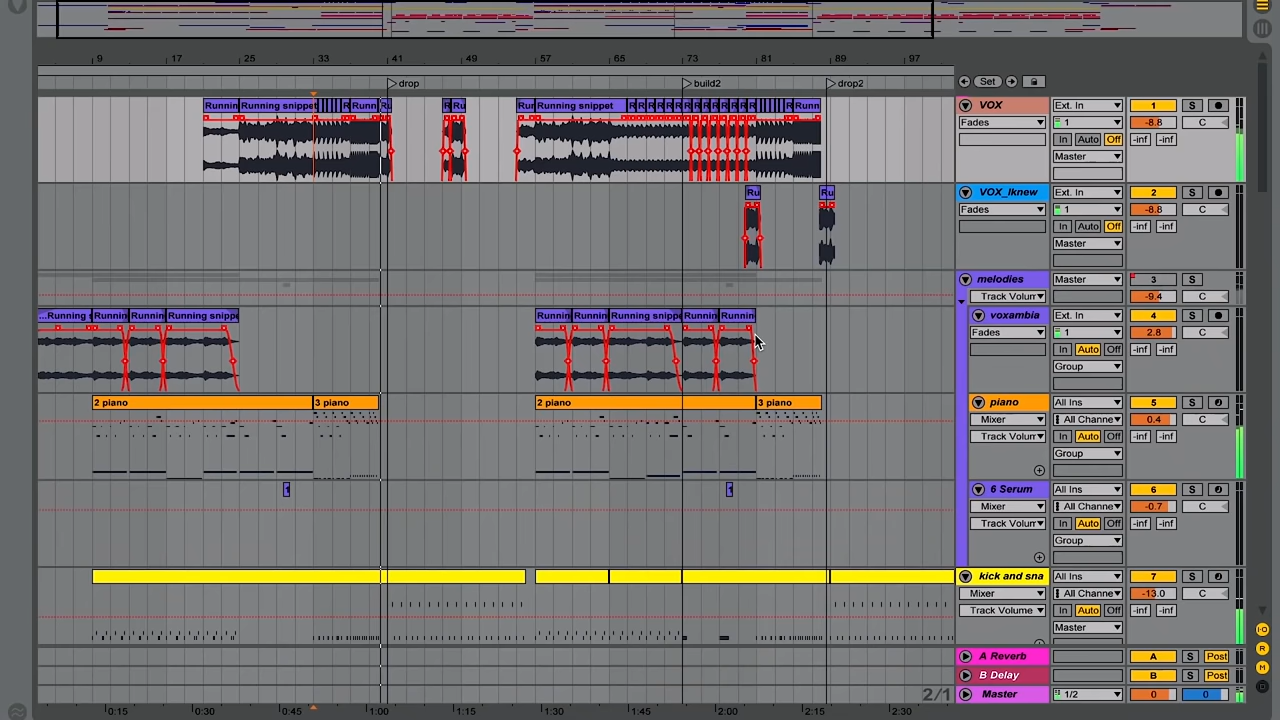 9 17 25 33 41 49 57 65 73 81 89 97
drop build2 drop2 Set
Runnin Running snippet R Runn Ru R Ru Run Running snippet R R R R R R R R R R R R R R Runn VOX Ext. In 1 S
Fades 1 -8.8 C
In Auto Off -inf -inf
Master
Ru Ru VOX_Iknew Ext. In 2 S
Fades 1 -8.8 C
In Auto Off -inf -inf
Master
melodies Master 3 S
Track Volum -9.4
...Running s Runnin Runnin Running snippe Runnin Runnin Running snippe Runnin Runnin voxambia Ext. In 4 S
Fades 1 2.8 C
In Auto Off -inf -inf
Group
2 piano 3 piano 2 piano 3 piano piano All Ins 5 S
Mixer All Channe 0.4 C
Track Volum In Auto Off -inf -inf
Group
6 Serum All Ins 6 S
Mixer All Channe -0.7 C
Track Volum In Auto Off -inf -inf
Group
kick and sna All Ins 7 S
Mixer All Channe -13.0 C
Track Volume In Auto Off -inf -inf
Master
A Reverb A S Post
B Delay B S Post
2/1 Master 1/2 0 0
0:15 0:30 0:45 1:00 1:15 1:30 1:45 2:00 2:15 2:30